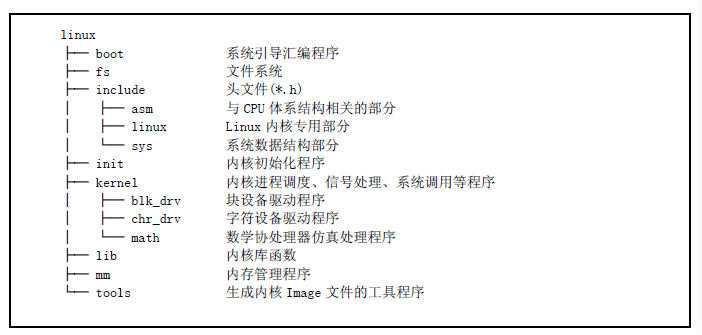 linux
├── boot 系统引导汇编程序
├── fs 文件系统
├── include 头文件(*.h)
│ ├── asm 与 CPU 体系结构相关的部分
│ ├── linux Linux 内核专用部分
│ └── sys 系统数据结构部分
├── init 内核初始化程序
├── kernel 内核进程调度、信号处理、系统调用等程序
│ ├── blk_drv 块设备驱动程序
│ ├── chr_drv 字符设备驱动程序
│ └── math 数学协处理器仿真处理程序
├── lib 内核库函数
├── mm 内存管理程序
└── tools 生成内核 Image 文件的工具程序